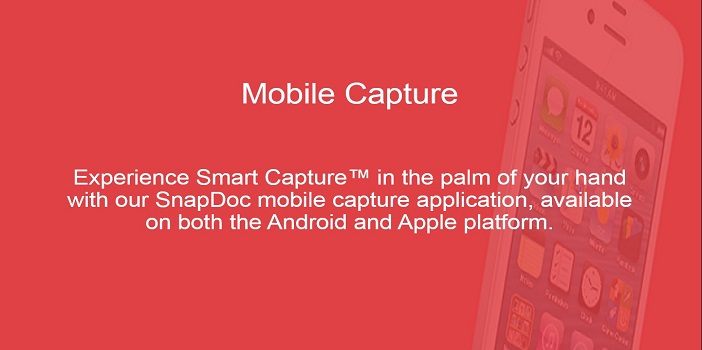 Mobile Capture
Experience Smart Capture™ in the palm of your hand
with our SnapDoc mobile capture application, available
on both the Android and Apple platform.
12